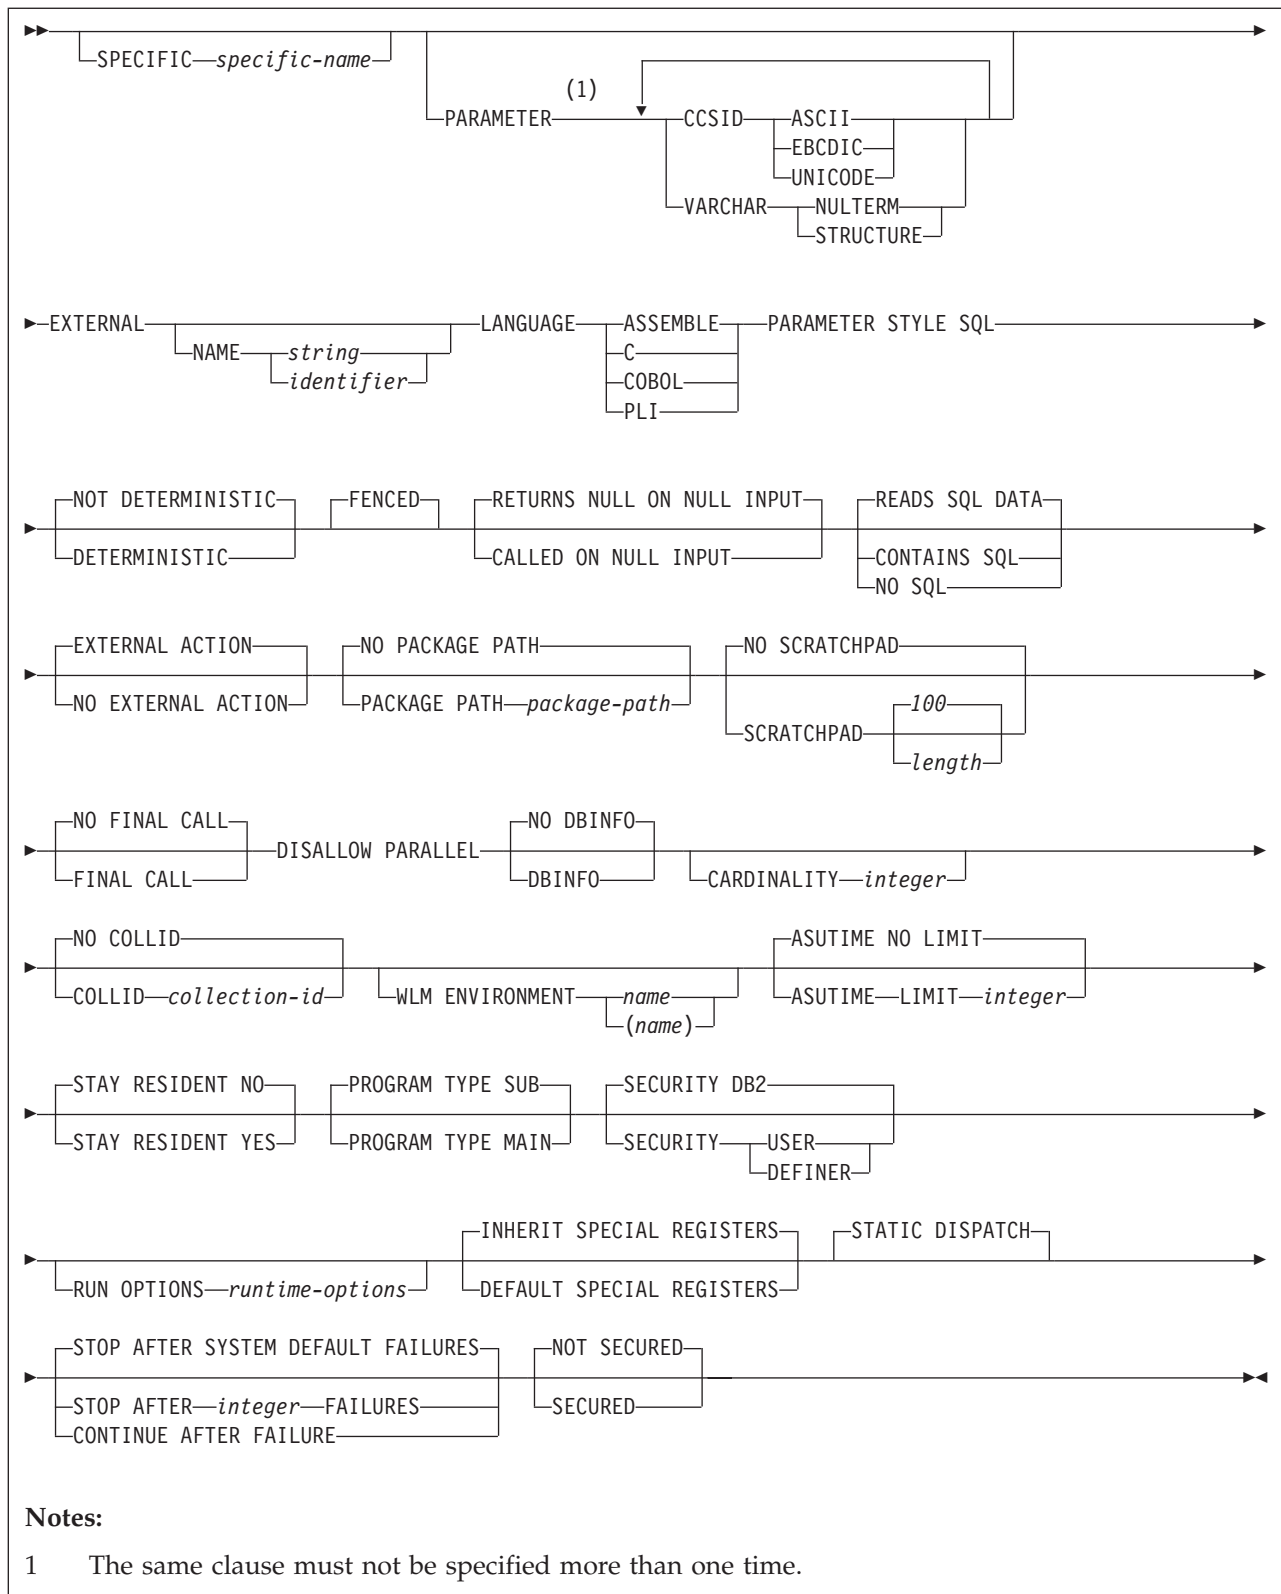 SPECIFIC specific-name
(1)
PARAMETER CCSID ASCII
EBCDIC
UNICODE
VARCHAR NULTERM
STRUCTURE
EXTERNAL LANGUAGE ASSEMBLE PARAMETER STYLE SQL
NAME string C
identifier COBOL
PLI
NOT DETERMINISTIC FENCED RETURNS NULL ON NULL INPUT READS SQL DATA
DETERMINISTIC CALLED ON NULL INPUT CONTAINS SQL
NO SQL
EXTERNAL ACTION NO PACKAGE PATH NO SCRATCHPAD
NO EXTERNAL ACTION PACKAGE PATH package-path 100
SCRATCHPAD
length
NO FINAL CALL DISALLOW PARALLEL NO DBINFO
FINAL CALL DBINFO CARDINALITY integer
NO COLLID ASUTIME NO LIMIT
COLLID collection-id WLM ENVIRONMENT name ASUTIME LIMIT integer
(name)
STAY RESIDENT NO PROGRAM TYPE SUB SECURITY DB2
STAY RESIDENT YES PROGRAM TYPE MAIN SECURITY USER
DEFINER
INHERIT SPECIAL REGISTERS STATIC DISPATCH
RUN OPTIONS runtime-options DEFAULT SPECIAL REGISTERS
STOP AFTER SYSTEM DEFAULT FAILURES NOT SECURED
STOP AFTER integer FAILURES SECURED
CONTINUE AFTER FAILURE
Notes:
1 The same clause must not be specified more than one time.